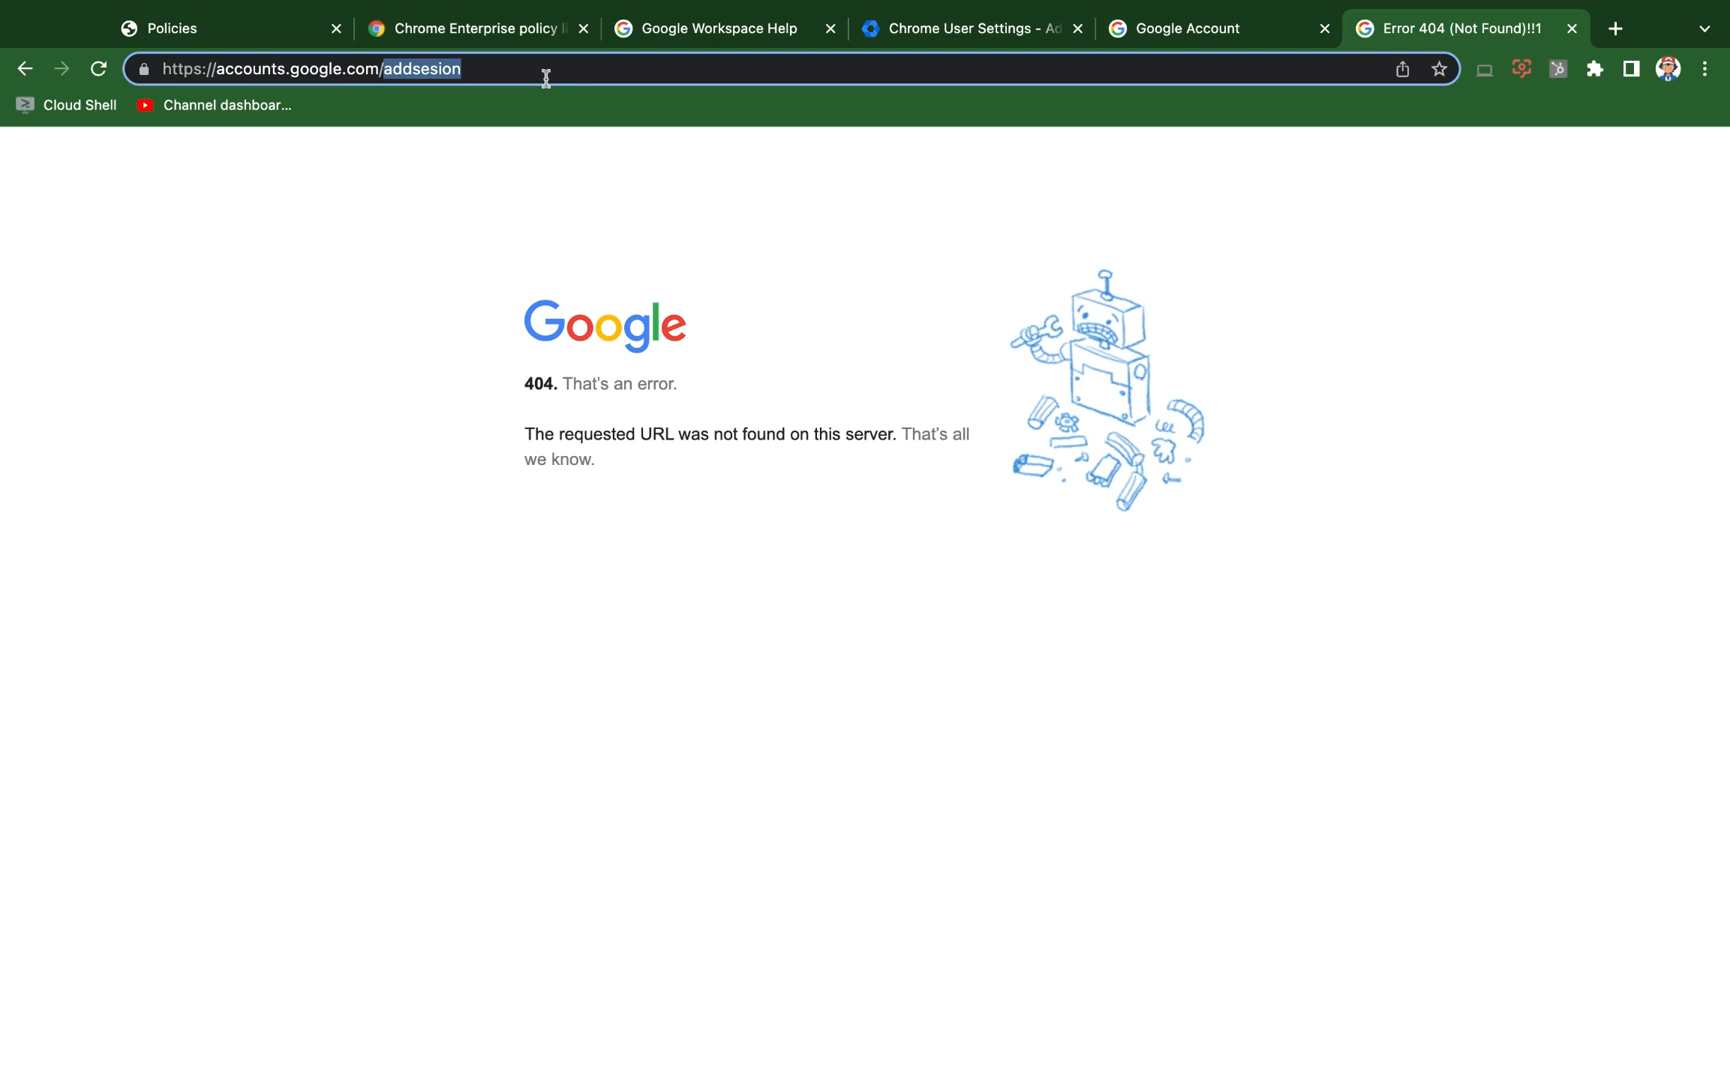 Policies
Chrome Enterprise policy li
Google Workspace Help
Chrome User Settings - Ad
Google Account
Error 404 (Not Found)!!1
https://accounts.google.com/addsesion
Cloud Shell
Channel dashboar...
Google
404. That's an error.
The requested URL was not found on this server. That's all
we know.